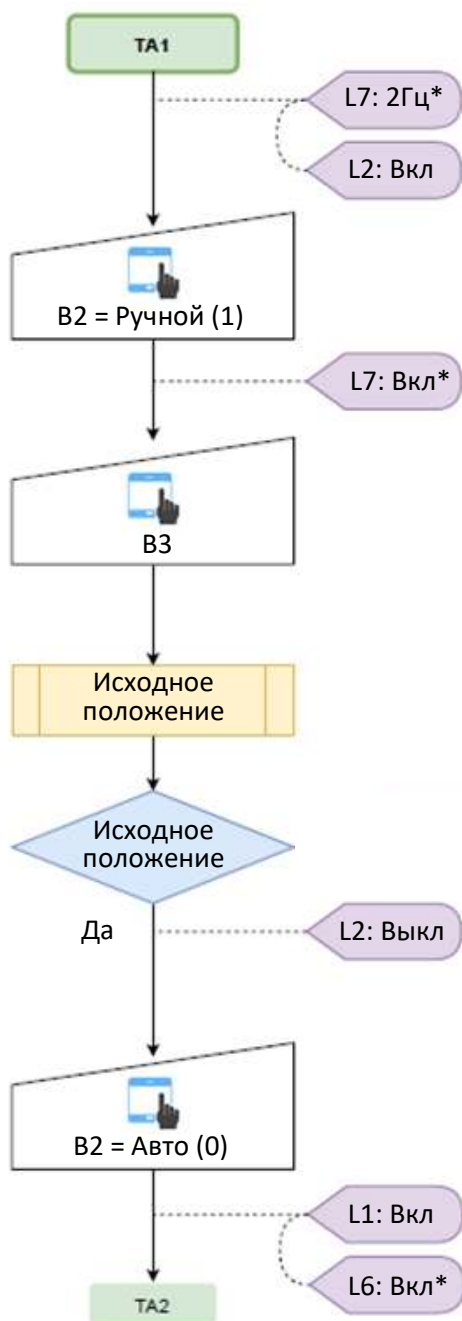 TA1
L7: 2Гц*
L2: Вкл
B2 = Ручной (1)
L7: Вкл*
B3
Исходное
положение
Исходное
положение
Да
L2: Выкл
B2 = Авто (0)
L1: Вкл
L6: Вкл*
TA2